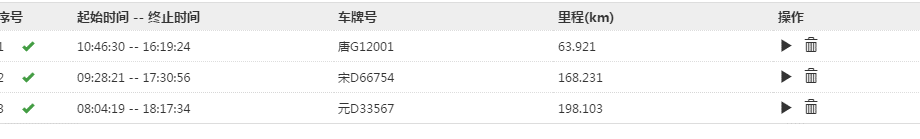 序号 起始时间 -- 终止时间 车牌号 里程(km) 操作
1 10:46:30 -- 16:19:24 唐G12001 63.921
2 09:28:21 -- 17:30:56 宋D66754 168.231
3 08:04:19 -- 18:17:34 元D33567 198.103